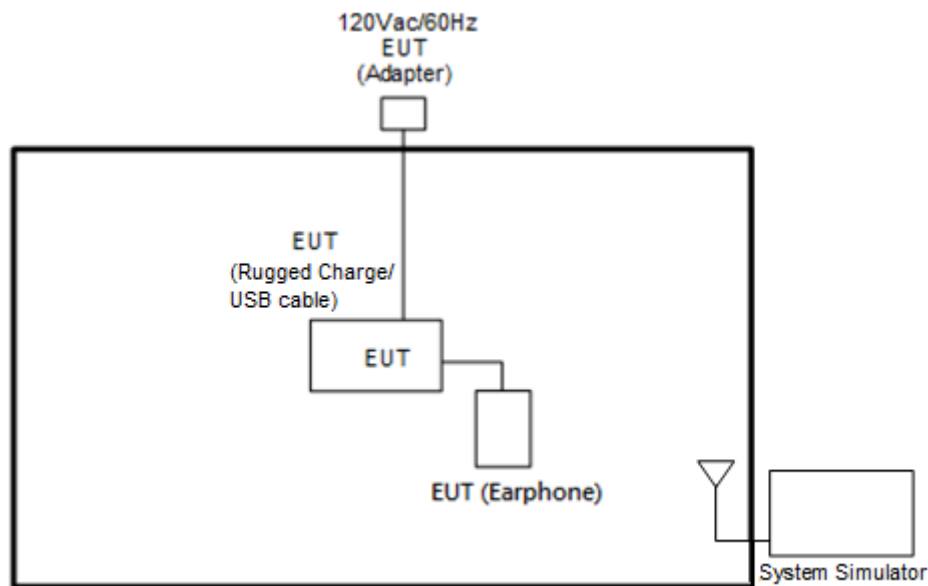 120Vac/60Hz
EUT
(Adapter)
EUT
(Rugged Charge/
USB cable)
EUT
EUT (Earphone)
System Simulator